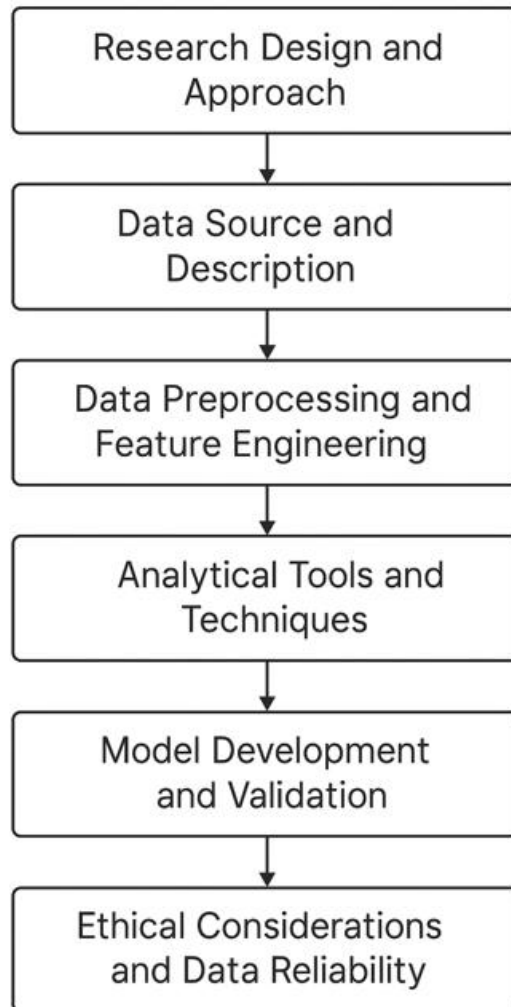 Research Design and
Approach
Data Source and
Description
Data Preprocessing and
Feature Engineering
Analytical Tools and
Techniques
Model Development
and Validation
Ethical Considerations
and Data Reliability